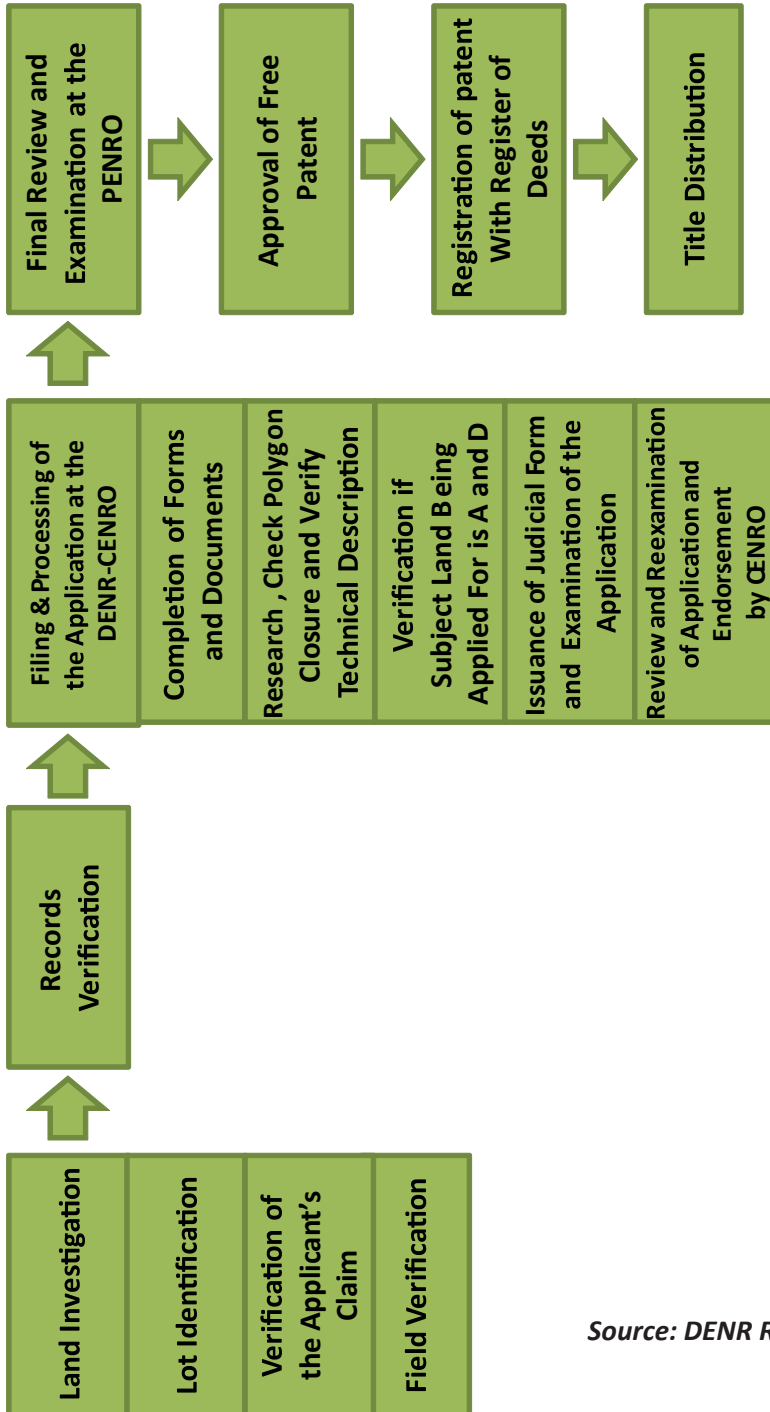 Land Investigation
Lot Identification
Verification of
the Applicant's
Claim
Field Verification
Records
Verification
Filing & Processing of
the Application at the
DENR-CENRO
Completion of Forms
and Documents
Research , Check Polygon
Closure and Verify
Technical Description
Verification if
Subject Land Being
Applied For is A and D
Issuance of Judicial Form
and Examination of the
Application
Review and Reexamination
of Application and
Endorsement
by ŒNRO
Final Review and
Examination at the
PENRO
Approval of Free
Patent
Registration of patent
With Register of
Deeds
Title Distribution
Source: DENR R